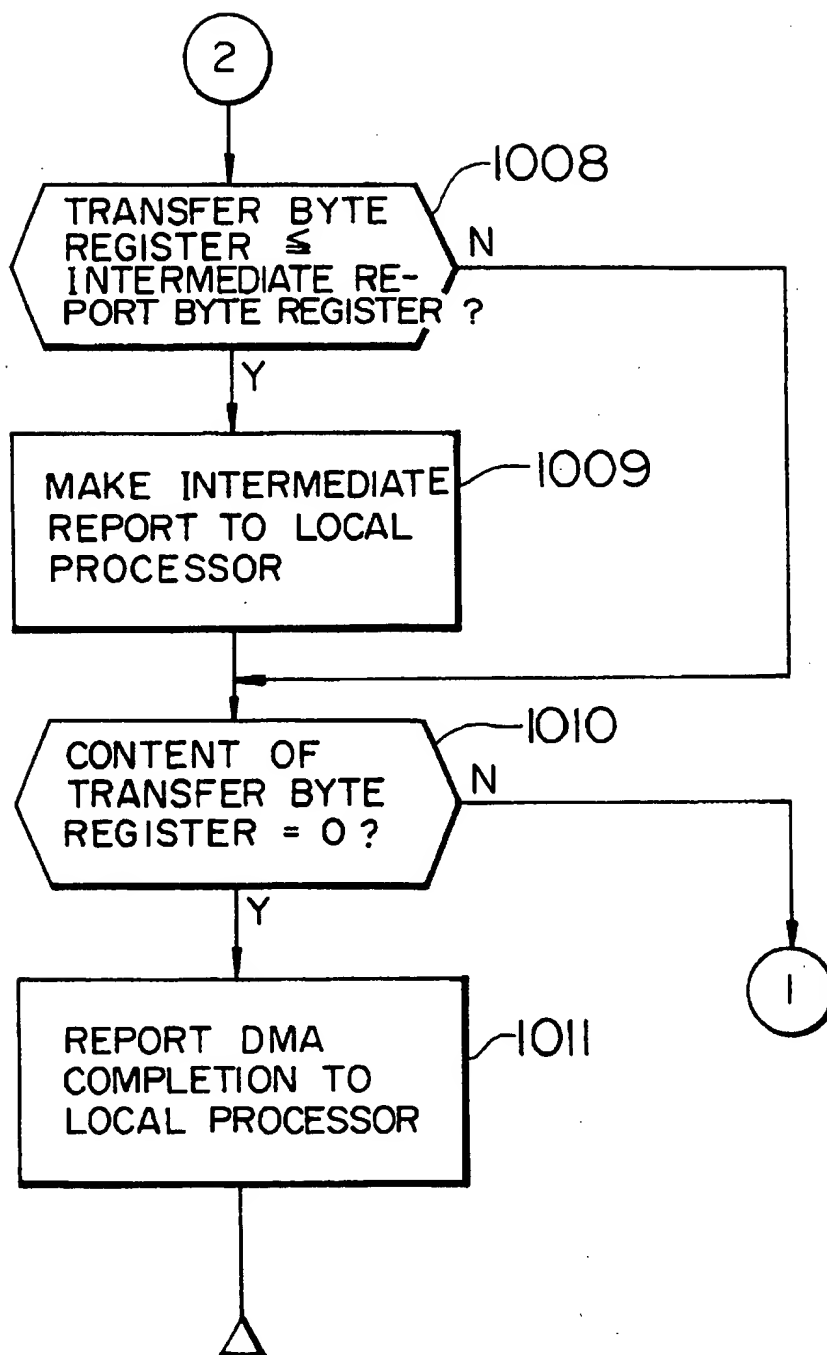 2
1008
TRANSFER BYTE
REGISTER ≦
INTERMEDIATE RE-
PORT BYTE REGISTER ?
N
Y
1009
MAKE INTERMEDIATE
REPORT TO LOCAL
PROCESSOR
1010
CONTENT OF
TRANSFER BYTE
REGISTER = 0 ?
N
Y
1
1011
REPORT DMA
COMPLETION TO
LOCAL PROCESSOR